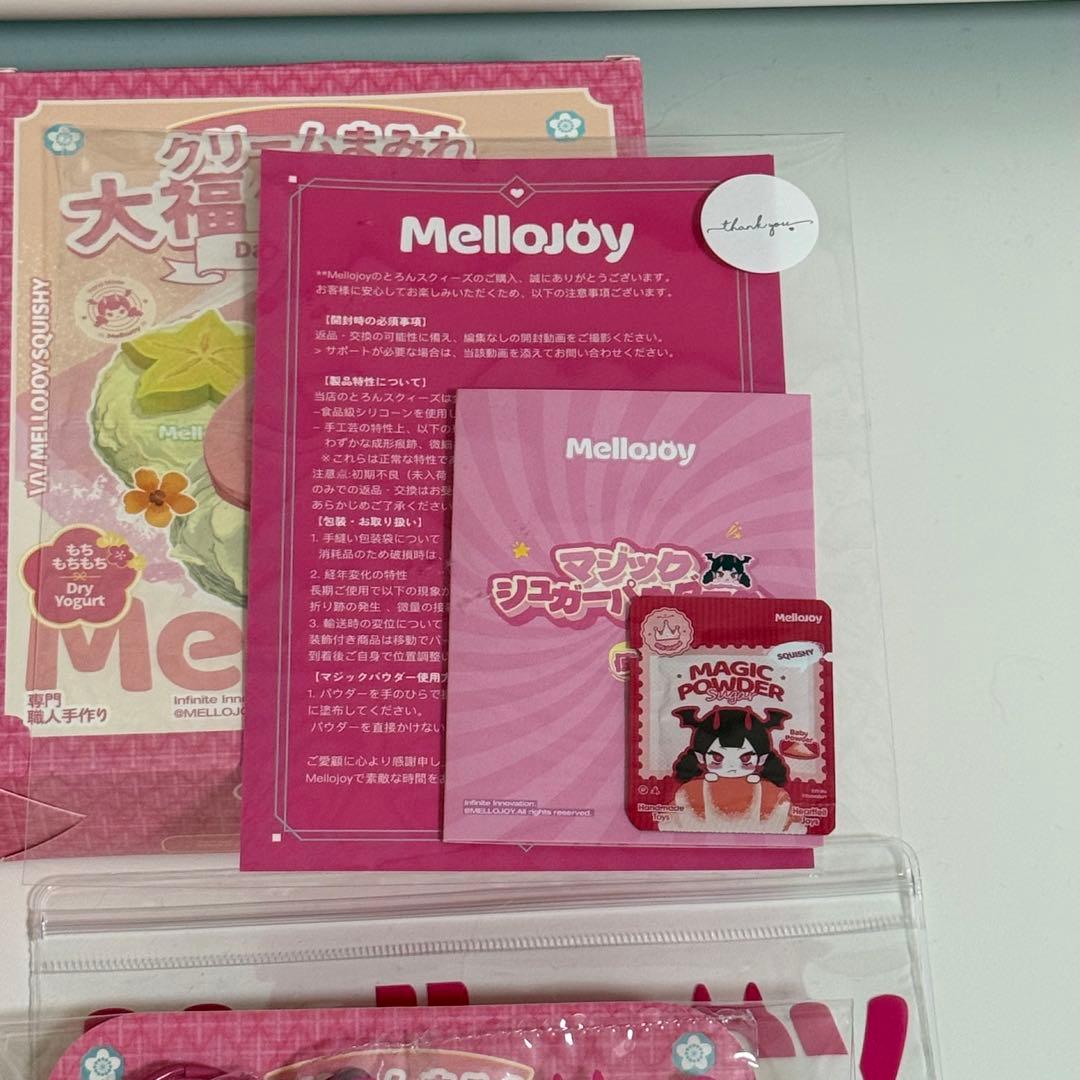 クリームまみれ
大福
Da
VAVMELLOJOY.SQUISHY
Mellojoy
もち
もちもち
Dry
Yogurt
Me
専門
職人手作り
Infinite Inno
@MELLOJO
Mellojoy
thank you
**Mellojoyのとろんスクィーズのご購入、誠にありがとうございます。
お客様に安心してお楽しみいただくため、以下の注意事項ございます。
【開封時の必須事項】
返品・交換の可能性に備え、編集なしの開封動画をご撮影ください。
> サポートが必要な場合は、当該動画を添えてお問い合わせください。
【製品特性について】
当店のとろんスクィーズは
–食品級シリコーンを使用し
– 手工芸の特性上、以下の
わずかな成形痕跡、微細
※これらは正常な特性で
注意点:初期不良（未入荷
のみでの返品・交換はお受
あらかじめご了承ください
【包装・お取り扱い】
1. 手縫い包装袋について
消耗品のため破損時は、
2. 経年変化の特性
長期ご使用で以下の現象か
折り跡の発生 、微量の接
3. 輸送時の変位について
装飾付き商品は移動でパー
到着後ご自身で位置調整い
【マジックパウダー使用方
1. パウダーを手のひらで
に塗布してください。
パウダーを直接かけない
ご愛顧に心より感謝申し
Mellojoyで素敵な時間をお
Mellojoy
マジック
シュガーパウダー
Infinite Innovation.
@MELLOJOY.All rights reserved.
Mellojoy
SQUISHY
MAGIC
POWDER
Sugar
Baby
Powder
Handmade
Toys
Heartfelt
Joys